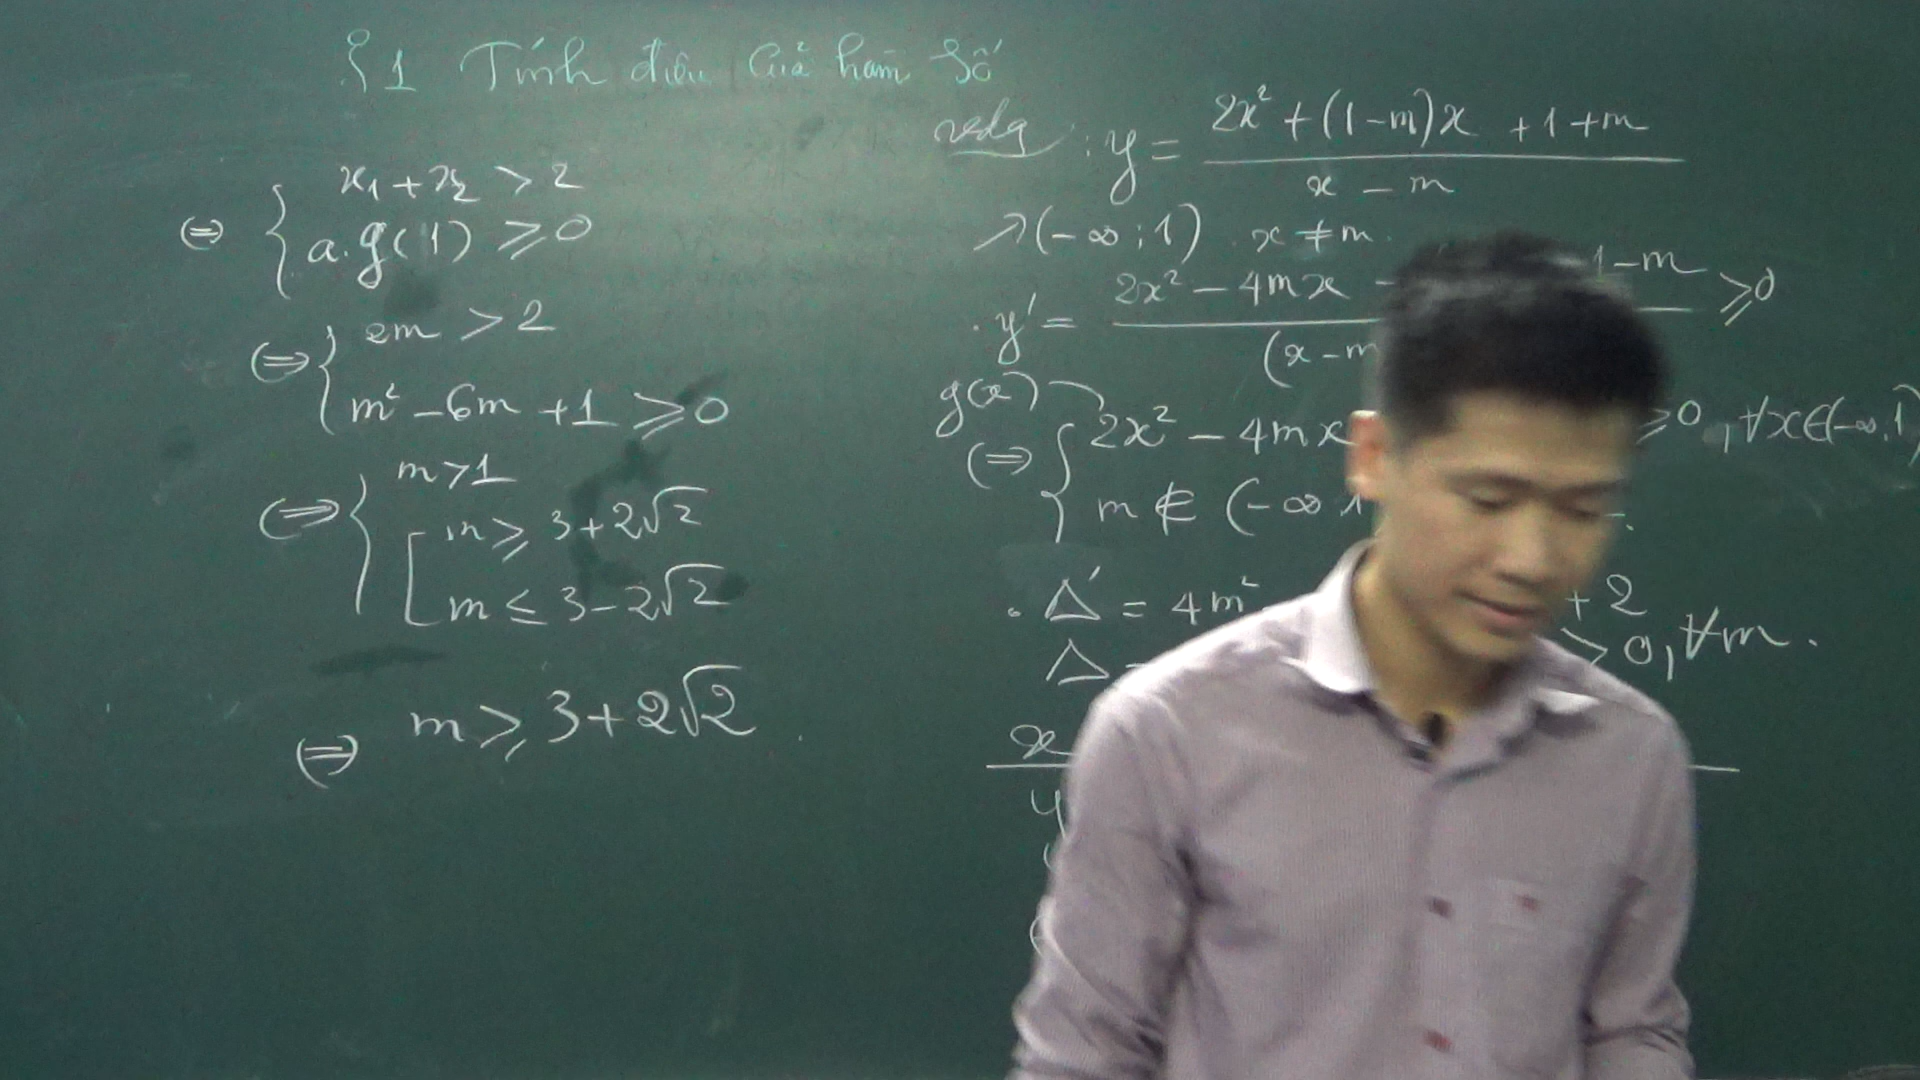 §1 Tính điệu Của hàm Số
x₁ + x₂ > 2
⇔ { a.g(1) ⩾ 0
⇔ { 2m > 2
m² - 6m + 1 ⩾ 0
⇔ { m > 1
[ m ⩾ 3 + 2√2
m ≤ 3 - 2√2
⇔ m ⩾ 3 + 2√2 .
: y = (2x² + (1-m)x + 1 + m) / (x - m)
↗ (-∞ ; 1) . x ≠ m .
. y' = 2x² - 4mx - 1 - m ⩾ 0
(x - m
g(x)
⇔ { 2x² - 4mx ⩾ 0 , ∀x ∈ (-∞, 1)
m ∉ (-∞, 1
. Δ' = 4m² + 2
Δ > 0, ∀m .
x
y